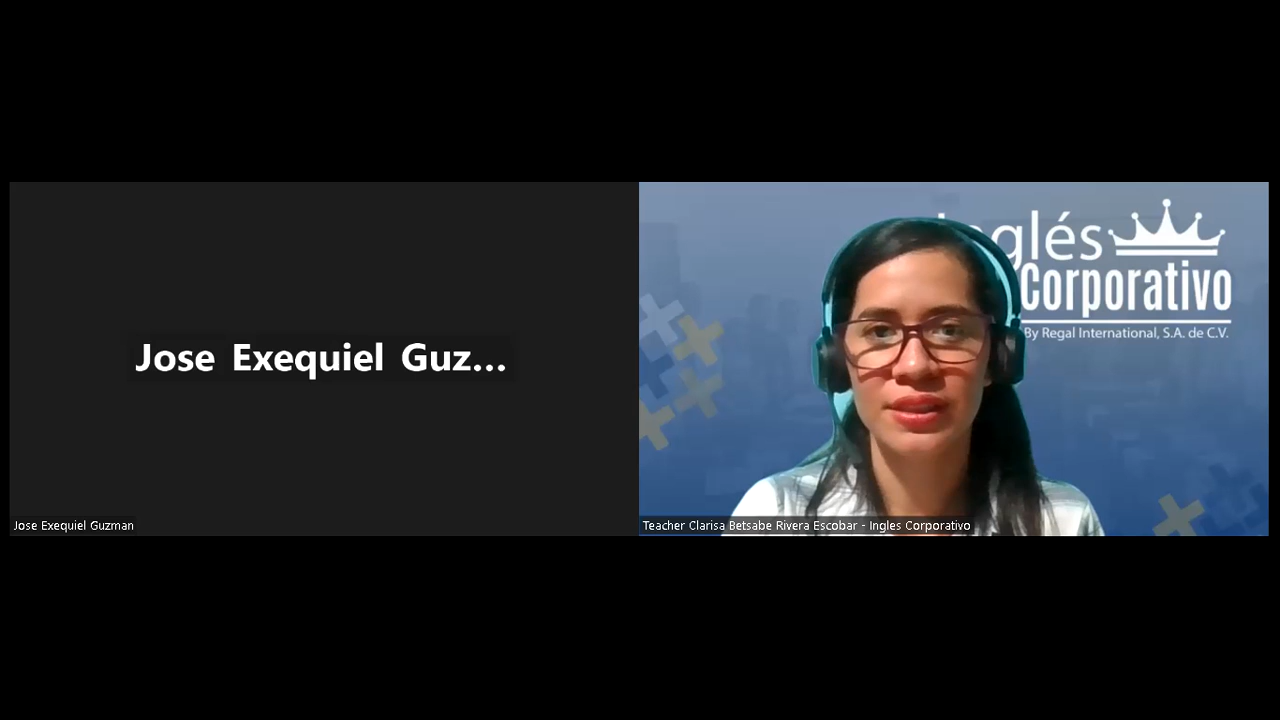 Jose Exequiel Guz...
Jose Exequiel Guzman
Inglés
Corporativo
By Regal International, S.A. de C.V.
Teacher Clarisa Betsabe Rivera Escobar - Ingles Corporativo